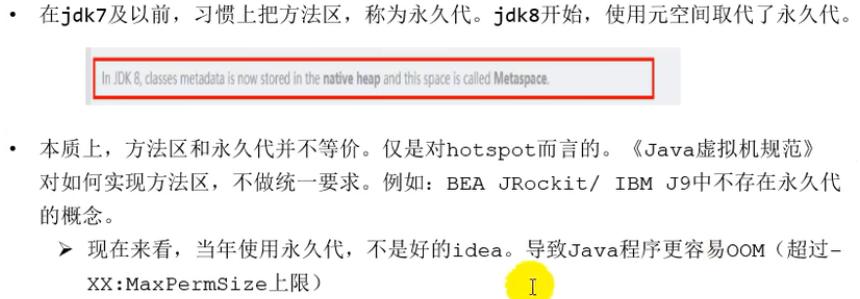 • 在jdk7及以前，习惯上把方法区，称为永久代。jdk8开始，使用元空间取代了永久代。
In JDK 8, classes metadata is now stored in the native heap and this space is called Metaspace.
• 本质上，方法区和永久代并不等价。仅是对hotspot而言的。《Java虚拟机规范》
对如何实现方法区，不做统一要求。例如：BEA JRockit/ IBM J9中不存在永久代
的概念。
➢ 现在来看，当年使用永久代，不是好的idea。导致Java程序更容易OOM（超过-
XX:MaxPermSize上限）